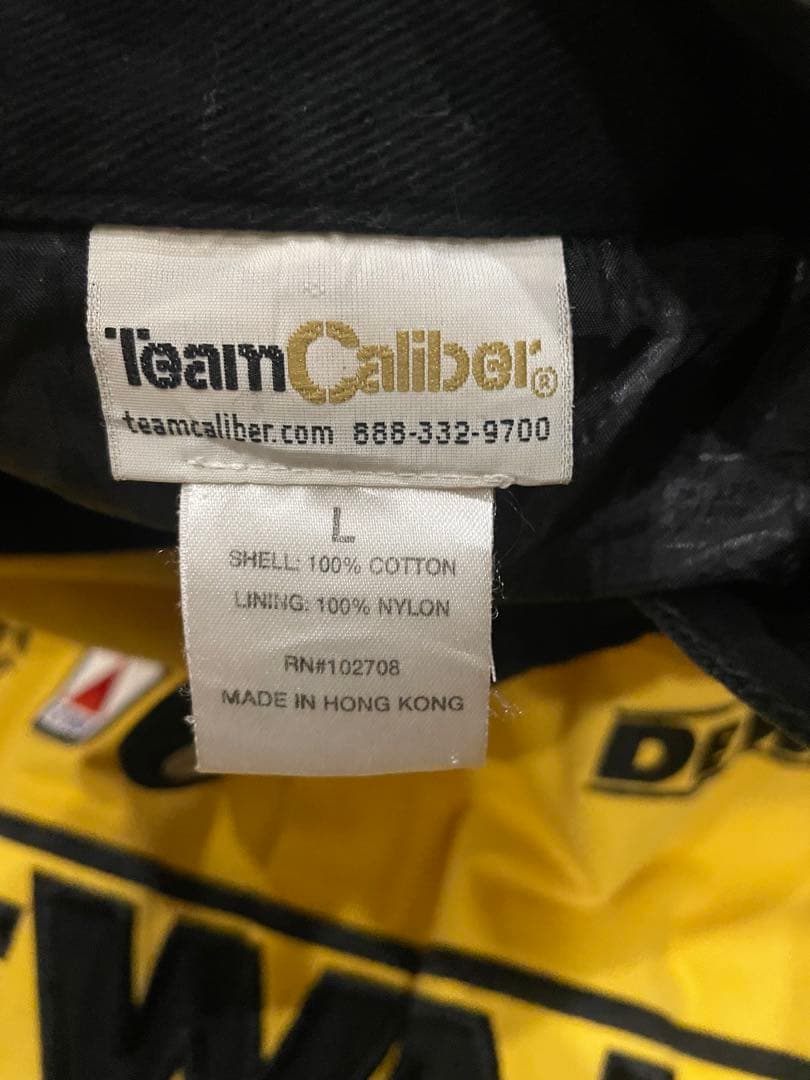 TeamCaliber®
teamcaliber.com 888-332-9700
L
SHELL: 100% COTTON
LINING: 100% NYLON
RN#102708
MADE IN HONG KONG